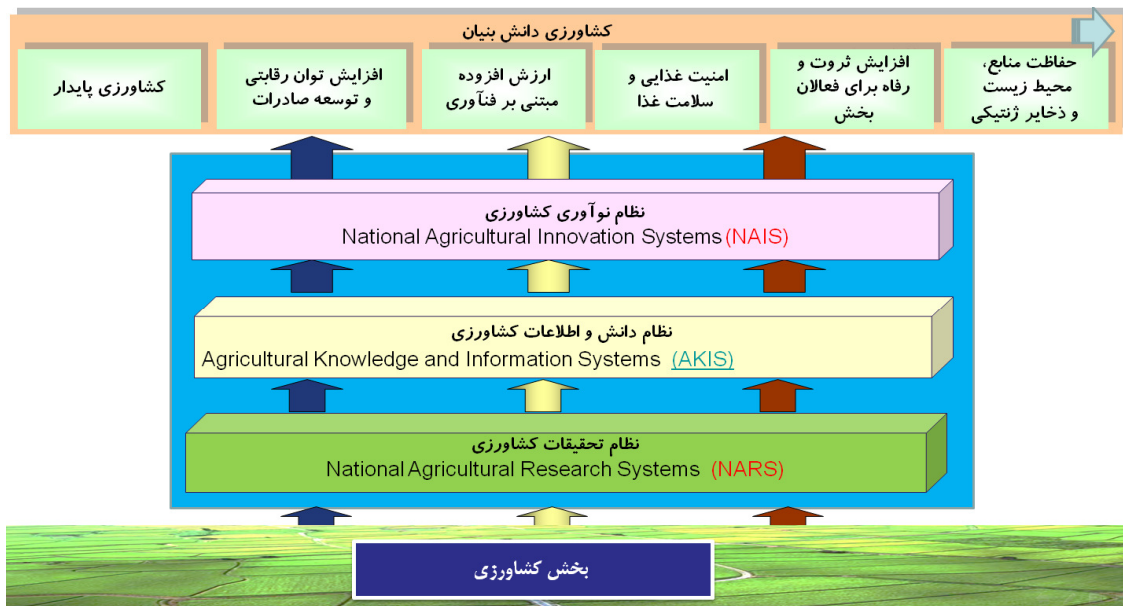 کشاورزی دانش بنیان
حفاظت منابع،
محیط زیست
و ذخایر ژنتیکی
افزایش ثروت و
رفاه برای فعالان
بخش
امنیت غذایی و
سلامت غذا
ارزش افزوده
مبتنی بر فنآوری
افزایش توان رقابتی
و توسعه صادرات
کشاورزی پایدار
نظام نوآوری کشاورزی
National Agricultural Innovation Systems (NAIS)
نظام دانش و اطلاعات کشاورزی
Agricultural Knowledge and Information Systems (AKIS)
نظام تحقیقات کشاورزی
National Agricultural Research Systems (NARS)
بخش کشاورزی